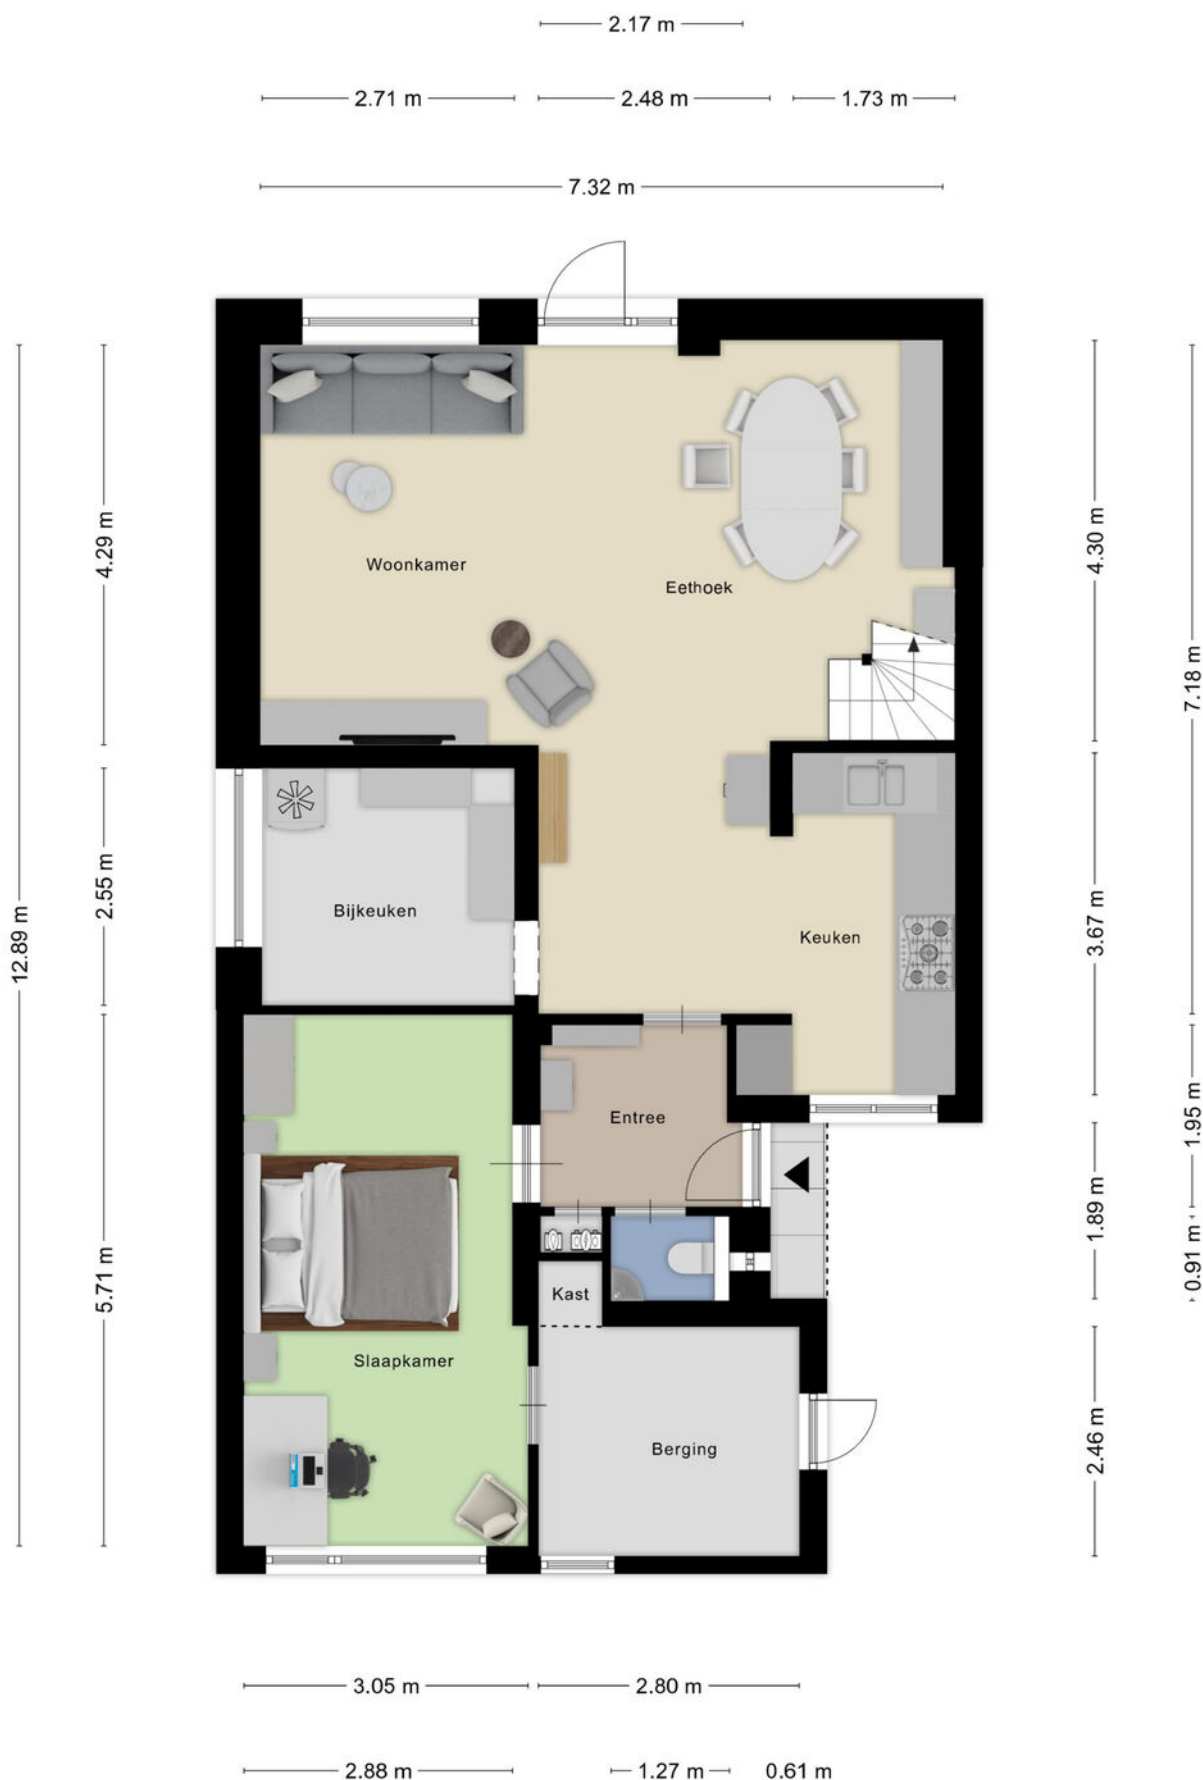 2.17 m
2.71 m
2.48 m
1.73 m
7.32 m
4.29 m
4.30 m
7.18 m
12.89 m
Woonkamer
Eethoek
2.55 m
Bijkeuken
Keuken
3.67 m
Entree
1.95 m
1.89 m
0.91 m
5.71 m
Kast
Slaapkamer
Berging
2.46 m
3.05 m
2.80 m
2.88 m
1.27 m
0.61 m